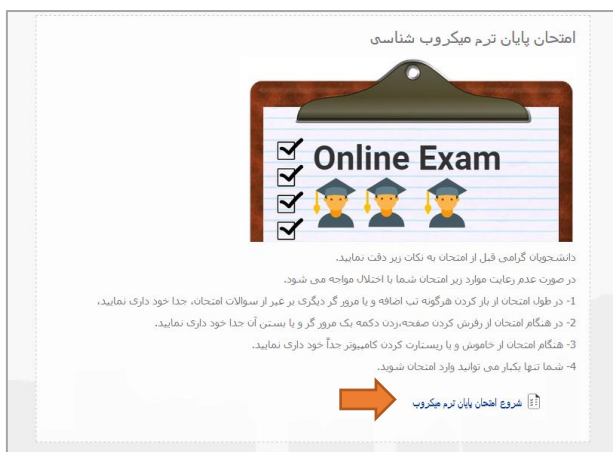 امتحان پایان ترم میکروب شناسی
Online Exam
دانشجویان گرامی قبل از امتحان به نکات زیر دقت نمایید.
در صورت عدم رعایت موارد زیر امتحان شما با اختلال مواجه می شود.
1- در طول امتحان از باز کردن هرگونه تب اضافه و یا مرور گر دیگری بر غیر از سوالات امتحان، جدا خود داری نمایید،
2- در هنگام امتحان از رفرش کردن صفحه،زدن دکمه بک مرور گر و یا بستن آن جدا خود داری نمایید.
3- هنگام امتحان از خاموش و یا ریستارت کردن کامپیوتر جداً خود داری نمایید.
4- شما تنها یکبار می توانید وارد امتحان شوید.
شروع امتحان پایان ترم میکروب